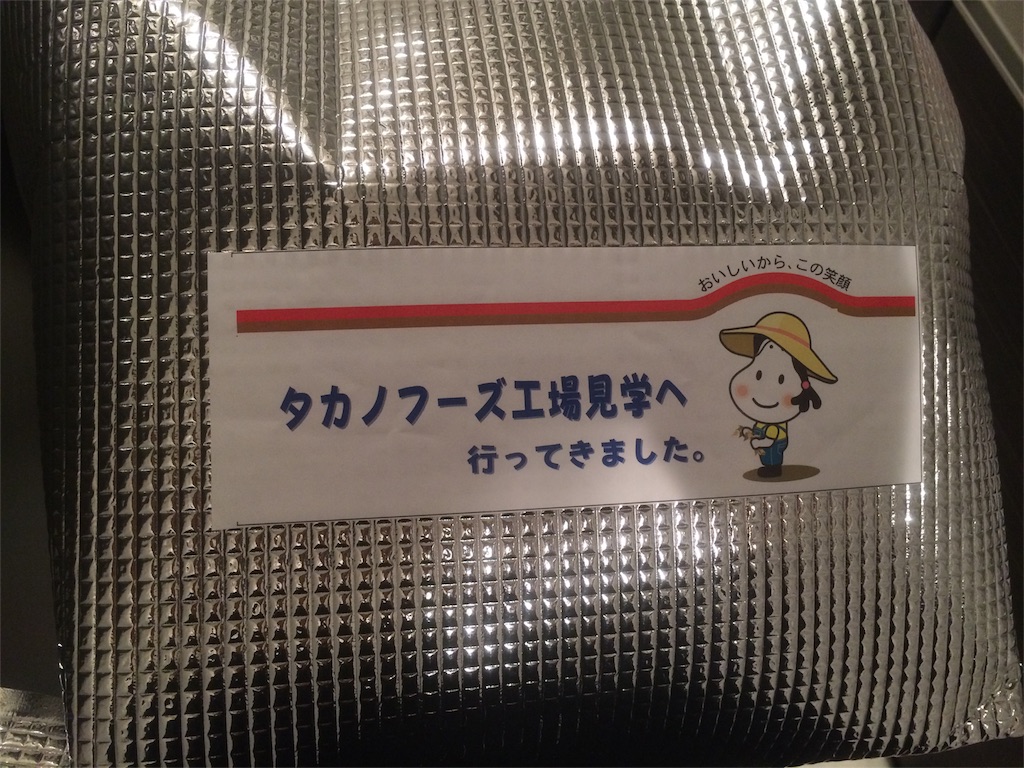 おいしいから、この笑顔
タカノフーズ工場見学へ
行ってきました。